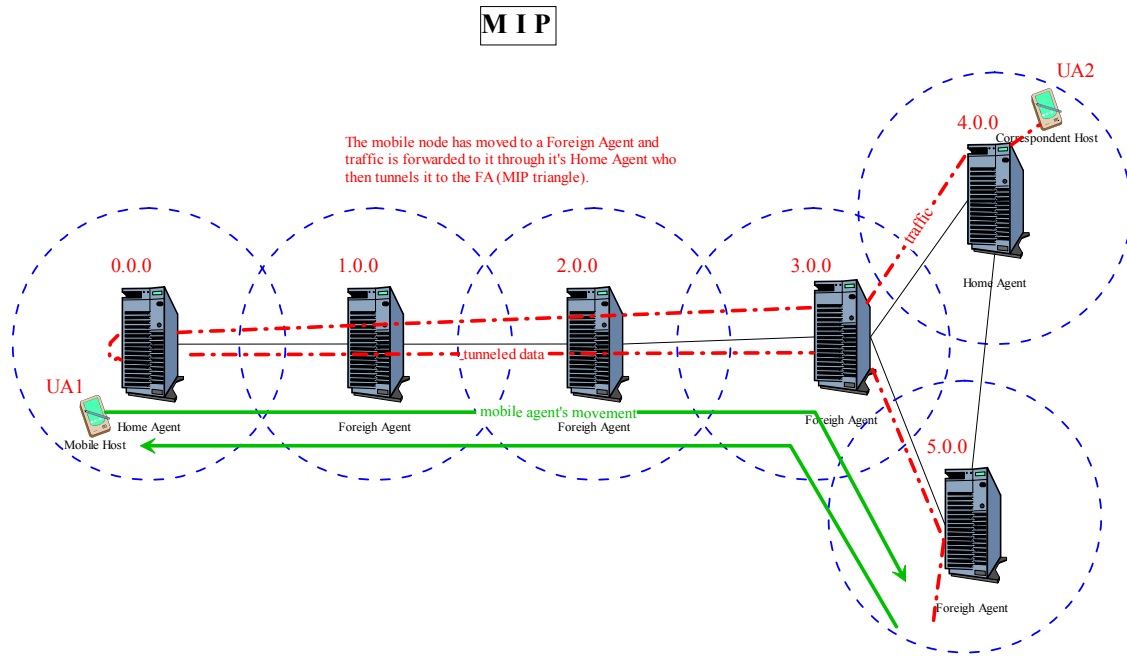 M I P
UA2
4.0.0
Correspondent Host
The mobile node has moved to a Foreign Agent and
traffic is forwarded to it through it's Home Agent who
then tunnels it to the FA (MIP triangle).
traffic
0.0.0
1.0.0
2.0.0
3.0.0
Home Agent
tunneled data
UA1
mobile agent's movement
Home Agent
Foreigh Agent
Foreigh Agent
Foreigh Agent
Mobile Host
5.0.0
Foreigh Agent